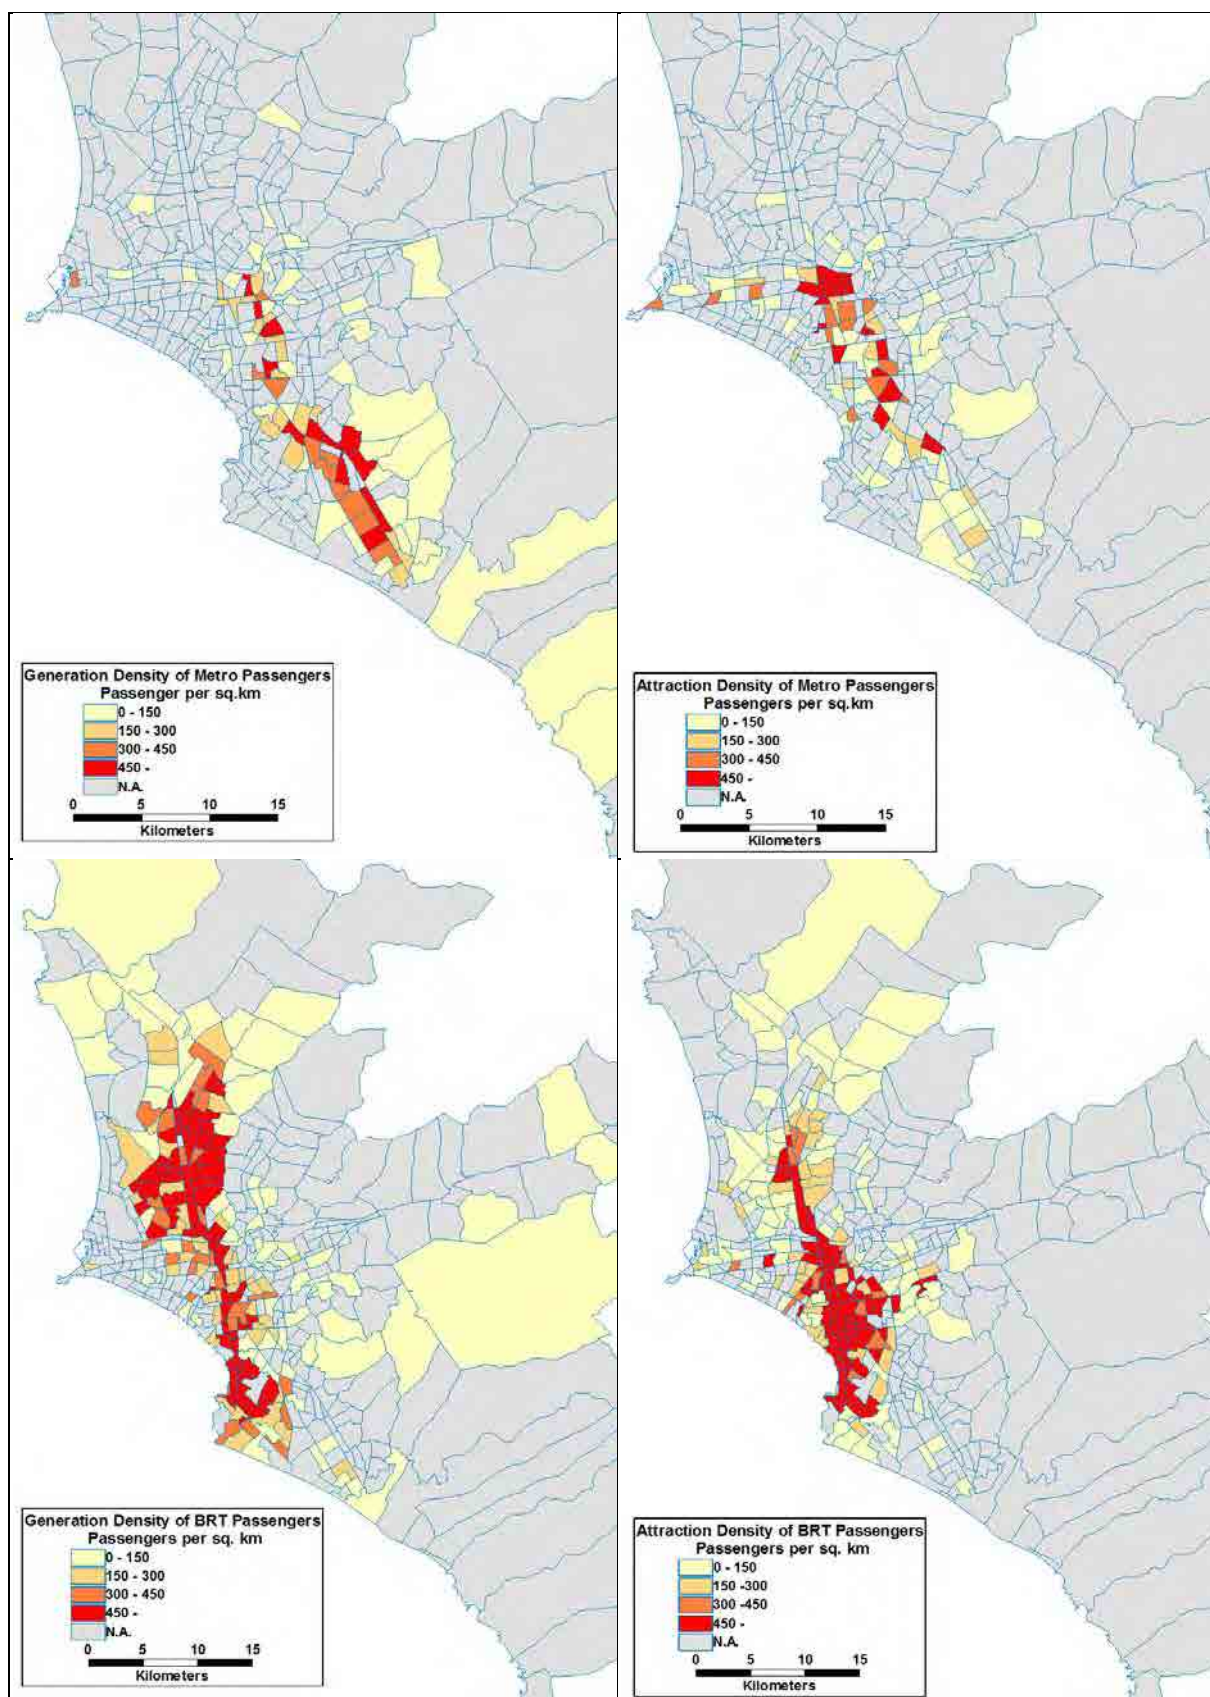 Generation Density of Metro Passengers
Passenger per sq.km
0 - 150
150 - 300
300 - 450
450 -
N.A.
0 5 10 15
Kilometers
Attraction Density of Metro Passengers
Passengers per sq.km
0 - 150
150 - 300
300 - 450
450 -
N.A.
0 5 10 15
Kilometers
Generation Density of BRT Passengers
Passengers per sq. km
0 - 150
150 - 300
300 - 450
450 -
N.A.
0 5 10 15
Kilometers
Attraction Density of BRT Passengers
Passengers per sq. km
0 - 150
150 -300
300 -450
450 -
N.A.
0 5 10 15
Kilometers